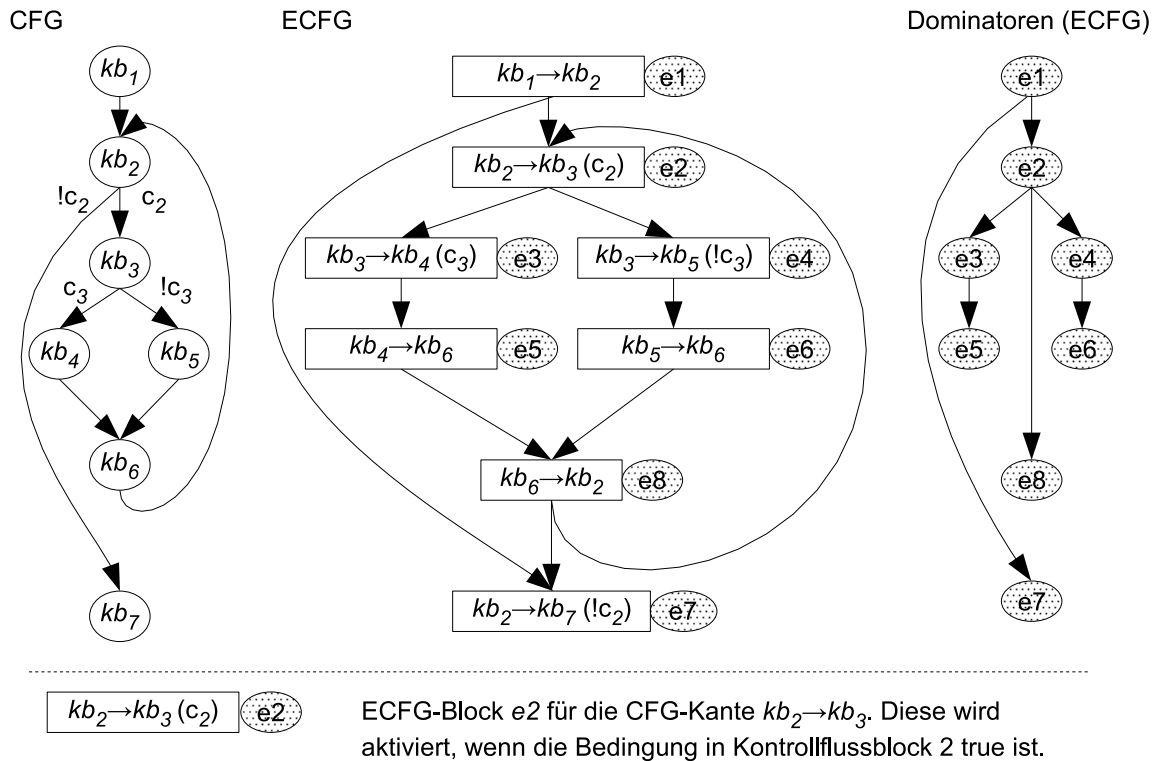 CFG
ECFG
Dominatoren (ECFG)
kb1
kb2
!c2
c2
kb3
c3
!c3
kb4
kb5
kb6
kb7
kb1→kb2
e1
kb2→kb3 (c2)
e2
kb3→kb4 (c3)
e3
kb3→kb5 (!c3)
e4
kb4→kb6
e5
kb5→kb6
e6
kb6→kb2
e8
kb2→kb7 (!c2)
e7
e1
e2
e3
e4
e5
e6
e8
e7
kb2→kb3 (c2)
e2
ECFG-Block e2 für die CFG-Kante kb2→kb3. Diese wird
aktiviert, wenn die Bedingung in Kontrollflussblock 2 true ist.